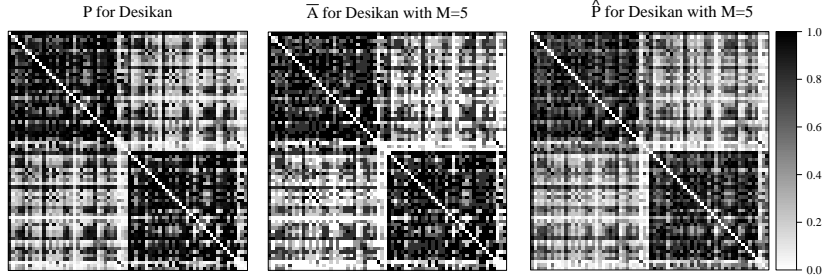 P for Desikan
A̅ for Desikan with M=5
P̂ for Desikan with M=5
1.0
0.8
0.6
0.4
0.2
0.0